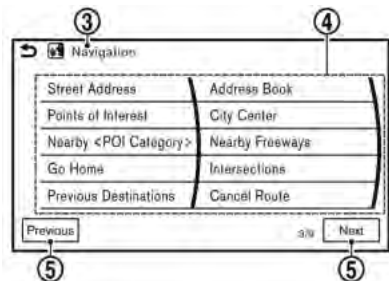 ③ ④
Navigation
Street Address Address Book
Points of Interest City Center
Nearby <POI Category> Nearby Freeways
Go Home Intersections
Previous Destinations Cancel Route
Previous 3/9 Next
⑤ ⑤